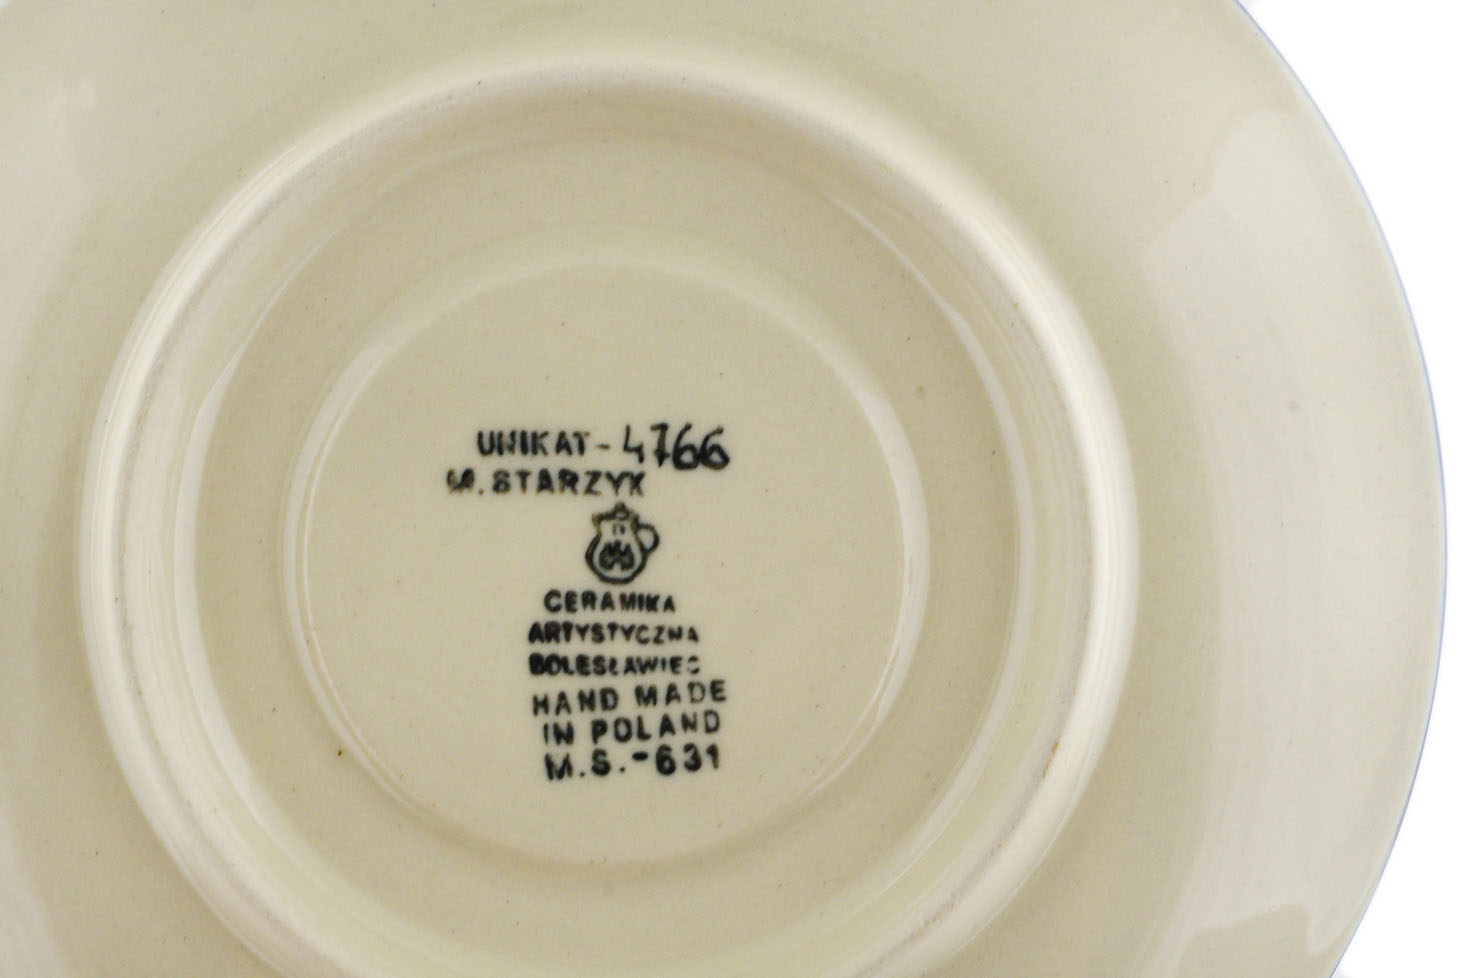 UNIKAT - 4766
M. STARZYK
CERAMIKA
ARTYSTYCZNA
BOLESŁAWIEC
HAND MADE
IN POLAND
M.S.-631